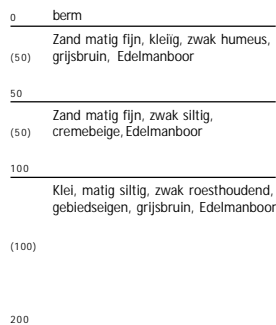 0 berm
Zand matig fijn, kleiïg, zwak humeus,
(50) grijsbruin, Edelmanboor
50
Zand matig fijn, zwak siltig,
(50) cremebeige, Edelmanboor
100
Klei, matig siltig, zwak roesthoudend,
gebiedseigen, grijsbruin, Edelmanboor
(100)
200